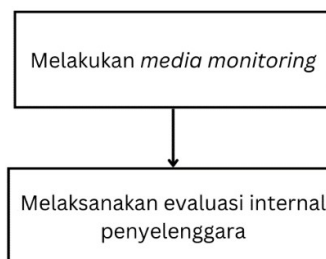 Melakukan media monitoring
Melaksanakan evaluasi internal
penyelenggara